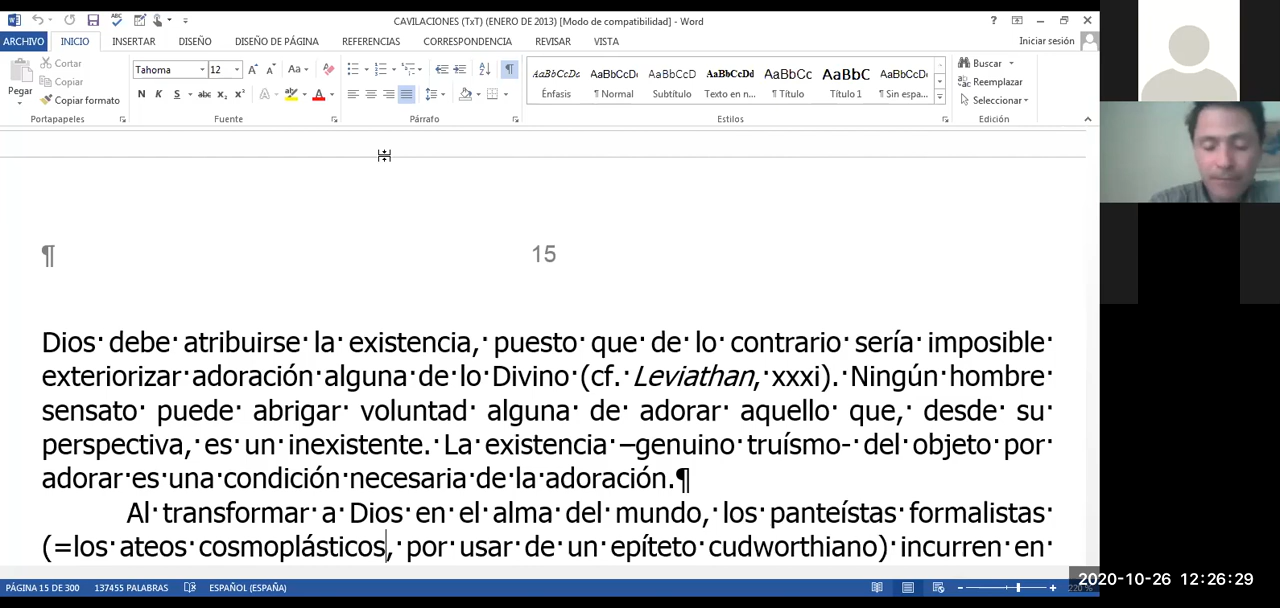 CAVILACIONES (TxT) (ENERO DE 2013) [Modo de compatibilidad] - Word
ARCHIVO INICIO INSERTAR DISEÑO DISEÑO DE PÁGINA REFERENCIAS CORRESPONDENCIA REVISAR VISTA Iniciar sesión
Cortar
Copiar
Copiar formato
Pegar
Portapapeles
Tahoma 12
Fuente
Párrafo
AaBbCcDc AaBbCcDc AaBbCcD AaBbCcDd AaBbCc AaBbC AaBbCcDc
Énfasis ¶ Normal Subtítulo Texto en n... ¶ Título Título 1 ¶ Sin espa...
Estilos
Buscar
Reemplazar
Seleccionar
Edición
¶ 15
Dios debe atribuirse la existencia, puesto que de lo contrario sería imposible
exteriorizar adoración alguna de lo Divino (cf. Leviathan, xxxi). Ningún hombre
sensato puede abrigar voluntad alguna de adorar aquello que, desde su
perspectiva, es un inexistente. La existencia –genuino truísmo- del objeto por
adorar es una condición necesaria de la adoración.¶
Al transformar a Dios en el alma del mundo, los panteístas formalistas
(=los ateos cosmoplásticos, por usar de un epíteto cudworthiano) incurren en
PÁGINA 15 DE 300 137455 PALABRAS ESPAÑOL (ESPAÑA) 220 %
2020-10-26 12:26:29